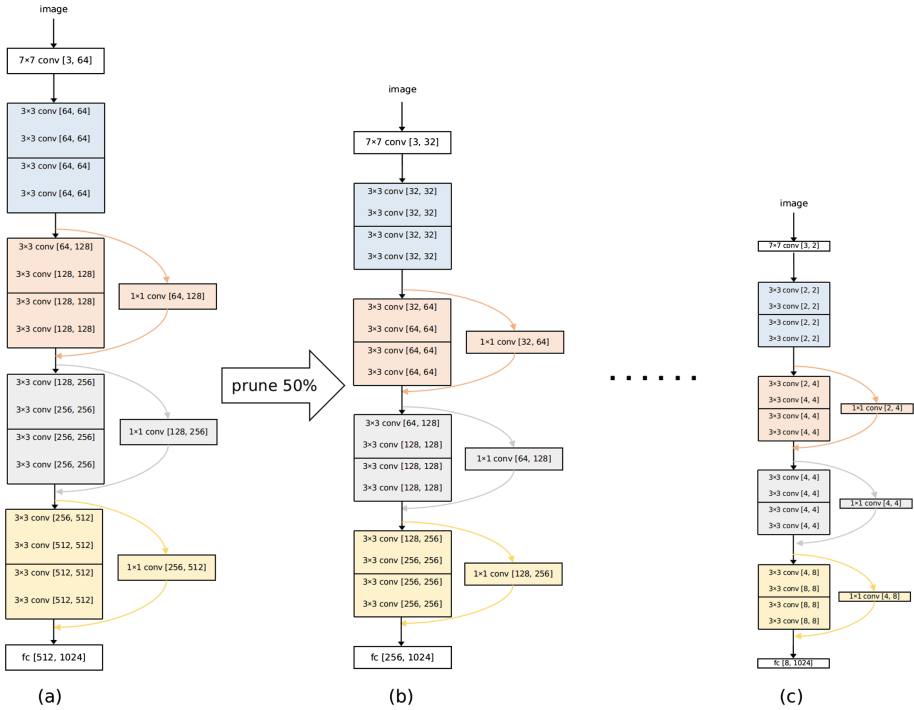 image
7×7 conv [3, 64]
3×3 conv [64, 64]
3×3 conv [64, 64]
3×3 conv [64, 64]
3×3 conv [64, 64]
3×3 conv [64, 128]
3×3 conv [128, 128]
3×3 conv [128, 128]
3×3 conv [128, 128]
1×1 conv [64, 128]
3×3 conv [128, 256]
3×3 conv [256, 256]
3×3 conv [256, 256]
3×3 conv [256, 256]
1×1 conv [128, 256]
3×3 conv [256, 512]
3×3 conv [512, 512]
3×3 conv [512, 512]
3×3 conv [512, 512]
1×1 conv [256, 512]
fc [512, 1024]
(a)
prune 50%
image
7×7 conv [3, 32]
3×3 conv [32, 32]
3×3 conv [32, 32]
3×3 conv [32, 32]
3×3 conv [32, 32]
3×3 conv [32, 64]
3×3 conv [64, 64]
3×3 conv [64, 64]
3×3 conv [64, 64]
1×1 conv [32, 64]
3×3 conv [64, 128]
3×3 conv [128, 128]
3×3 conv [128, 128]
3×3 conv [128, 128]
1×1 conv [64, 128]
3×3 conv [128, 256]
3×3 conv [256, 256]
3×3 conv [256, 256]
3×3 conv [256, 256]
1×1 conv [128, 256]
fc [256, 1024]
(b)
......
image
7×7 conv [3, 2]
3×3 conv [2, 2]
3×3 conv [2, 2]
3×3 conv [2, 2]
3×3 conv [2, 2]
3×3 conv [2, 4]
3×3 conv [4, 4]
3×3 conv [4, 4]
3×3 conv [4, 4]
1×1 conv [2, 4]
3×3 conv [4, 4]
3×3 conv [4, 4]
3×3 conv [4, 4]
3×3 conv [4, 4]
1×1 conv [4, 4]
3×3 conv [4, 8]
3×3 conv [8, 8]
3×3 conv [8, 8]
3×3 conv [8, 8]
1×1 conv [4, 8]
fc [8, 1024]
(c)